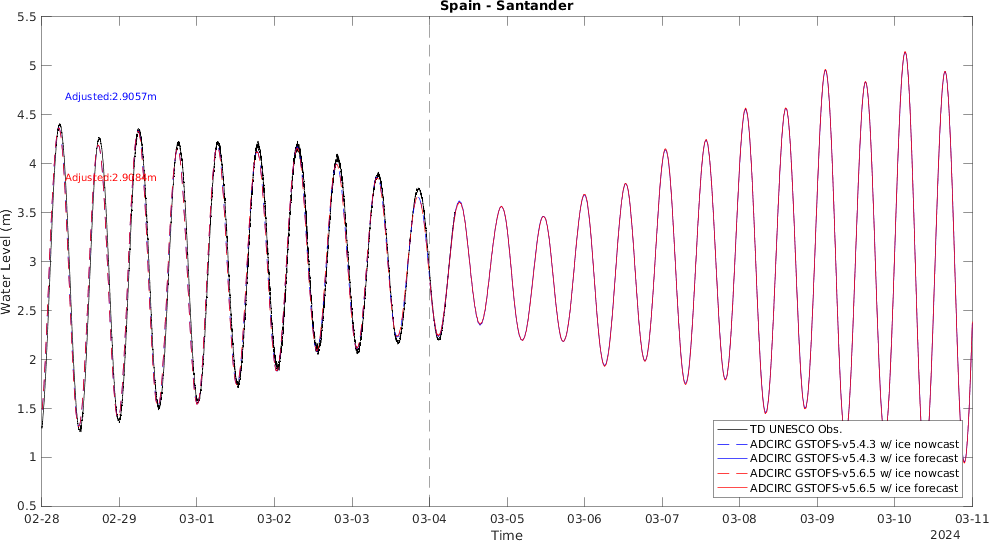 Spain - Santander
5.5
5
4.5
4
3.5
3
2.5
2
1.5
1
0.5
Water Level (m)
Adjusted:2.9057m
Adjusted:2.9084m
TD UNESCO Obs.
ADCIRC GSTOFS-v5.4.3 w/ ice nowcast
ADCIRC GSTOFS-v5.4.3 w/ ice forecast
ADCIRC GSTOFS-v5.6.5 w/ ice nowcast
ADCIRC GSTOFS-v5.6.5 w/ ice forecast
02-28 02-29 03-01 03-02 03-03 03-04 03-05 03-06 03-07 03-08 03-09 03-10 03-11
Time
2024